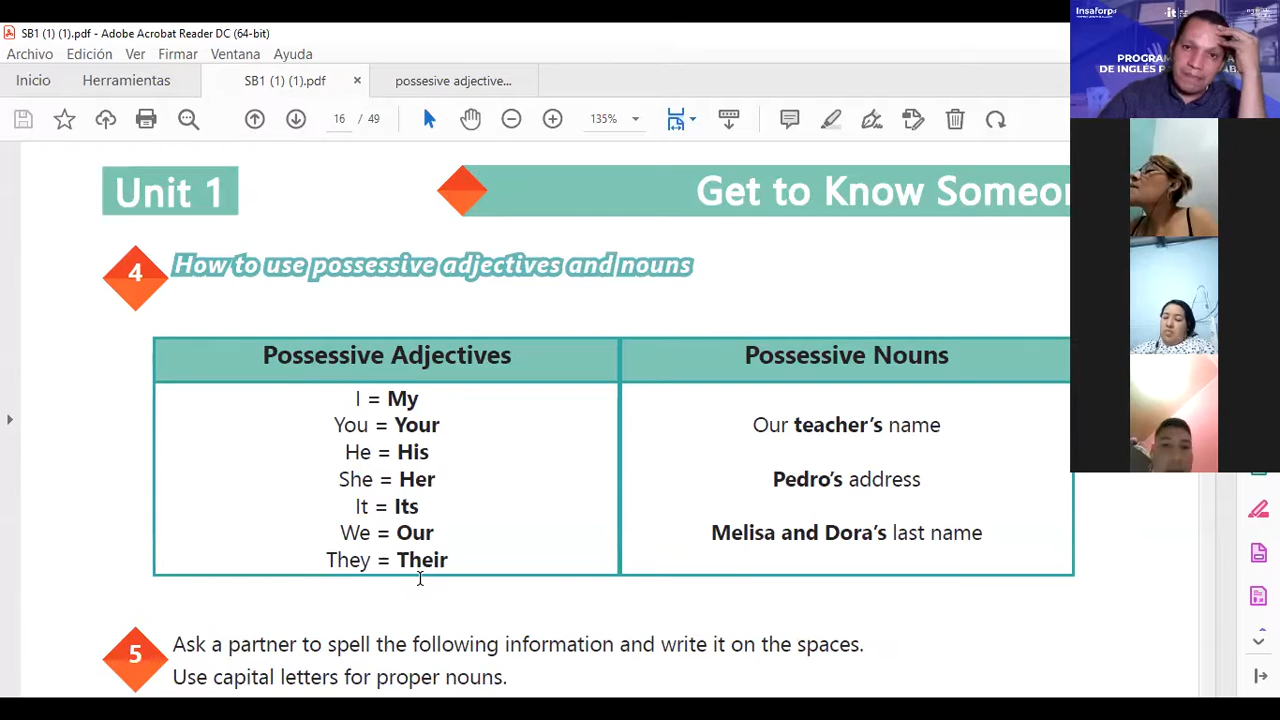 SB1 (1) (1).pdf - Adobe Acrobat Reader DC (64-bit)
Archivo Edición Ver Firmar Ventana Ayuda
Inicio Herramientas SB1 (1) (1).pdf × possesive adjective...
16 / 49 135%
Unit 1 Get to Know Someo
4 How to use possessive adjectives and nouns
Possessive Adjectives Possessive Nouns
I = My
You = Your Our teacher's name
He = His
She = Her Pedro's address
It = Its
We = Our Melisa and Dora's last name
They = Their
5 Ask a partner to spell the following information and write it on the spaces.
Use capital letters for proper nouns.
Insaforp it
PROGRAM
DE INGLÉS P